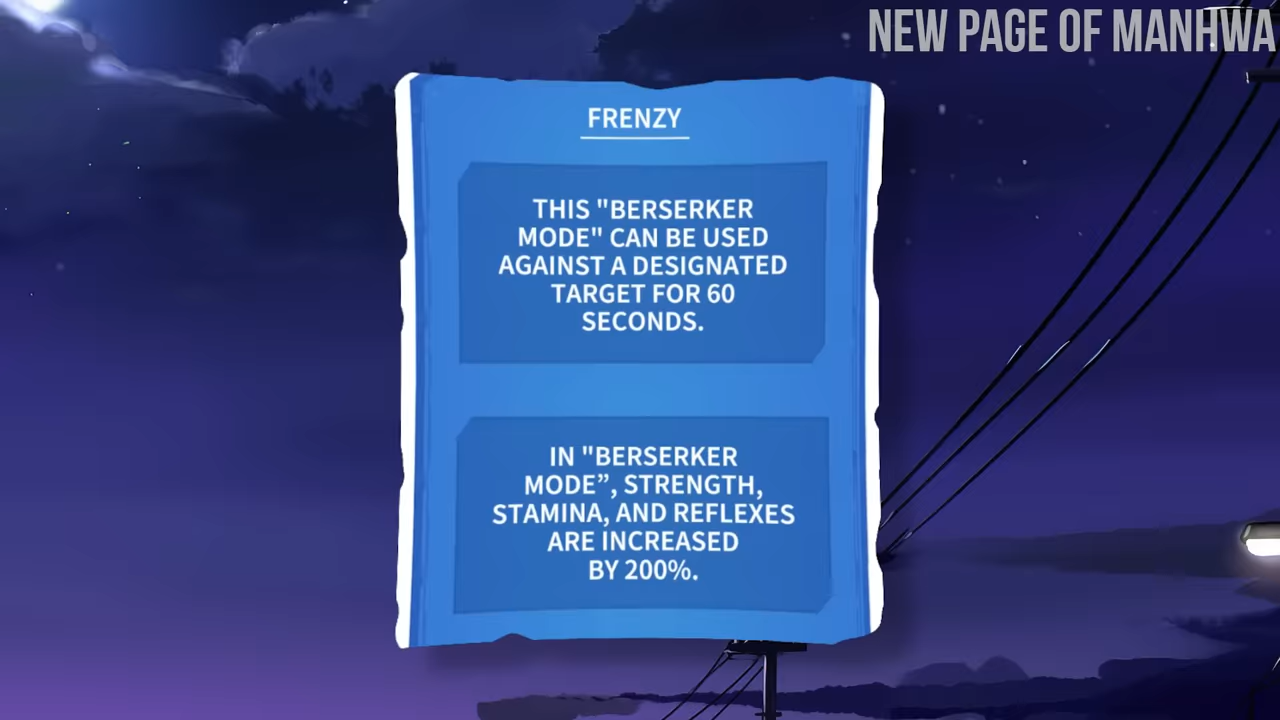 NEW PAGE OF MANHWA
FRENZY
THIS "BERSERKER
MODE" CAN BE USED
AGAINST A DESIGNATED
TARGET FOR 60
SECONDS.
IN "BERSERKER
MODE”, STRENGTH,
STAMINA, AND REFLEXES
ARE INCREASED
BY 200%.